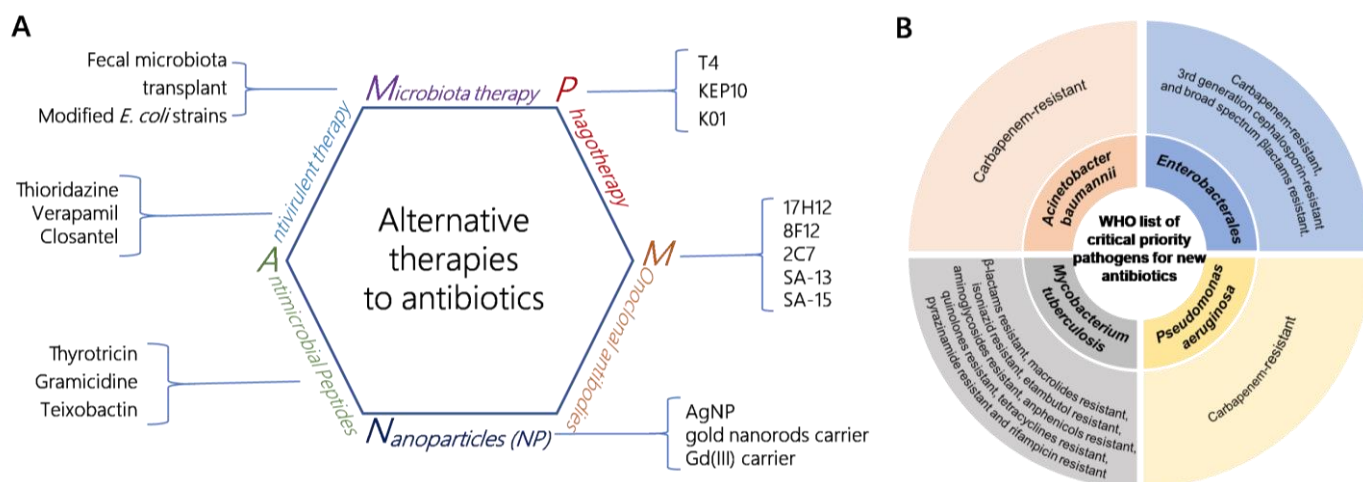 A
Fecal microbiota
transplant
Modified E. coli strains
Thioridazine
Verapamil
Closantel
Thyrotricin
Gramicidine
Teixobactin
Microbiota therapy
Phagotherapy
Monoclonal antibodies
Nanoparticles (NP)
Antimicrobial Peptides
Antivirulent therapy
Alternative
therapies
to antibiotics
T4
KEP10
K01
17H12
8F12
2C7
SA-13
SA-15
AgNP
gold nanorods carrier
Gd(III) carrier
B
WHO list of
critical priority
pathogens for new
antibiotics
Acinetobacter
baumannii
Carbapenem-resistant
Enterobacterales
Carbapenem-resistant,
3rd generation cephalosporin-resistant
and broad spectrum βlactams resistant.
Pseudomonas
aeruginosa
Carbapenem-resistant
Mycobacterium
tuberculosis
β-lactams resistant, macrolides resistant,
isoniazid resistant, etambutol resistant,
aminoglycosides resistant, amphenicols resistant,
quinolones resistant, tetracyclines resistant,
pyrazinamide resistant and rifampicin resistant